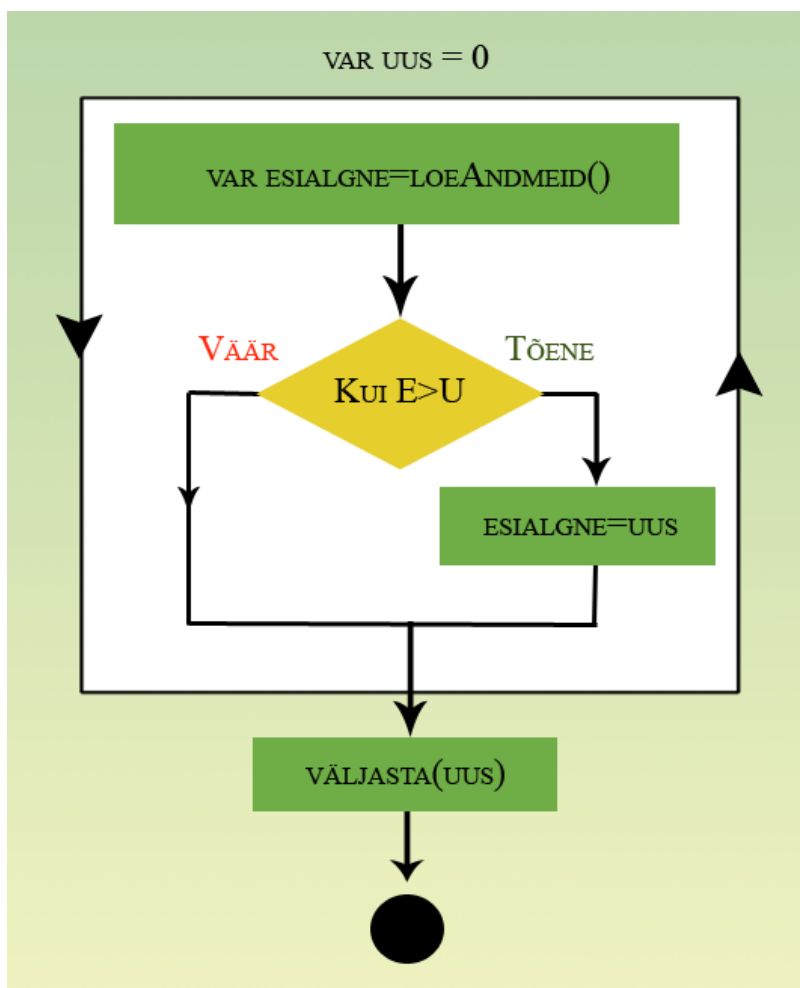 VAR UUS = 0
VAR ESIALGNE=LOEANDMEID()
VÄÄR
TÕENE
KUI E>U
ESIALGNE=UUS
VÄLJASTA(UUS)